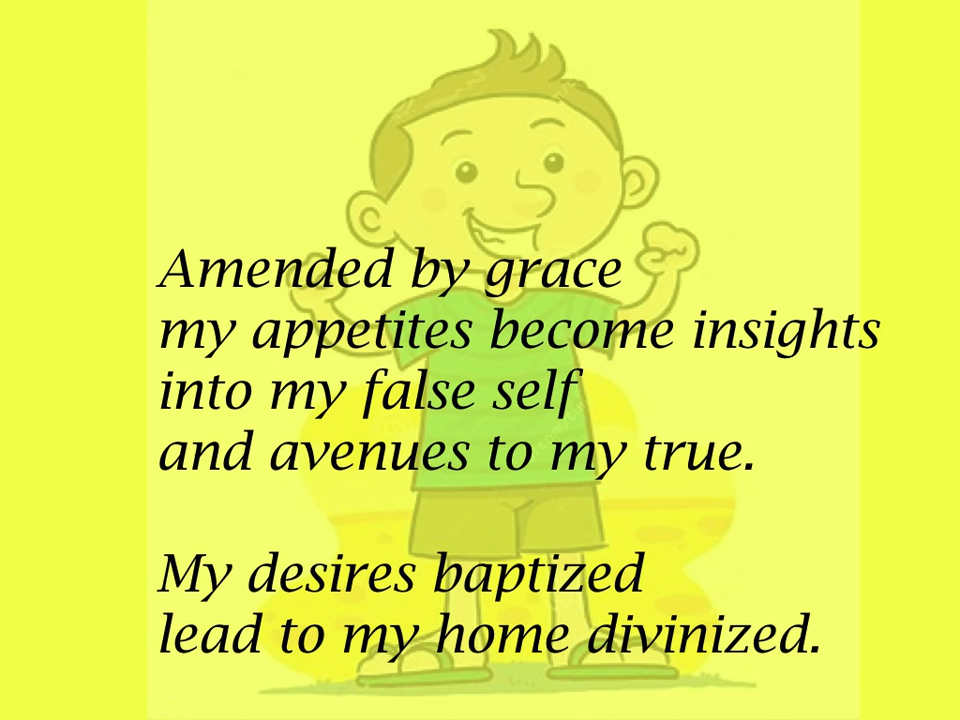 Amended by grace
my appetites become insights
into my false self
and avenues to my true.
My desires baptized
lead to my home divinized.